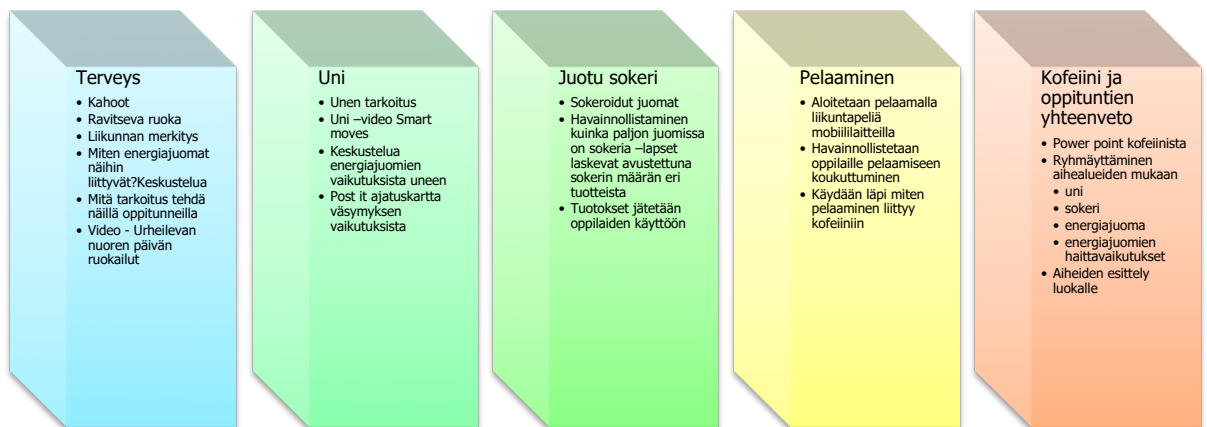 Terveys
• Kahoot
• Ravitseva ruoka
• Liikunnan merkitys
• Miten energiajuomat
näihin
liittyvät?Keskustelua
• Mitä tarkoitus tehdä
näillä oppitunneilla
• Video - Urheilevan
nuoren päivän
ruokailut
Uni
• Unen tarkoitus
• Uni –video Smart
moves
• Keskustelua
energiajuomien
vaikutuksista uneen
• Post it ajatuskartta
väsymyksen
vaikutuksista
Juotu sokeri
• Sokeroidut juomat
• Havainnollistaminen
kuinka paljon juomissa
on sokeria –lapset
laskevat avustettuna
sokerin määrän eri
tuotteista
• Tuotokset jätetään
oppilaiden käyttöön
Pelaaminen
• Aloitetaan pelaamalla
liikuntapeliä
mobiililaitteilla
• Havainnollistetaan
oppilaille pelaamiseen
koukuttuminen
• Käydään läpi miten
pelaaminen liittyy
kofeiiniin
Kofeiini ja
oppituntien
yhteenveto
• Power point kofeiinista
• Ryhmäyttäminen
aihealueiden mukaan
• uni
• sokeri
• energiajuoma
• energiajuomien
haittavaikutukset
• Aiheiden esittely
luokalle